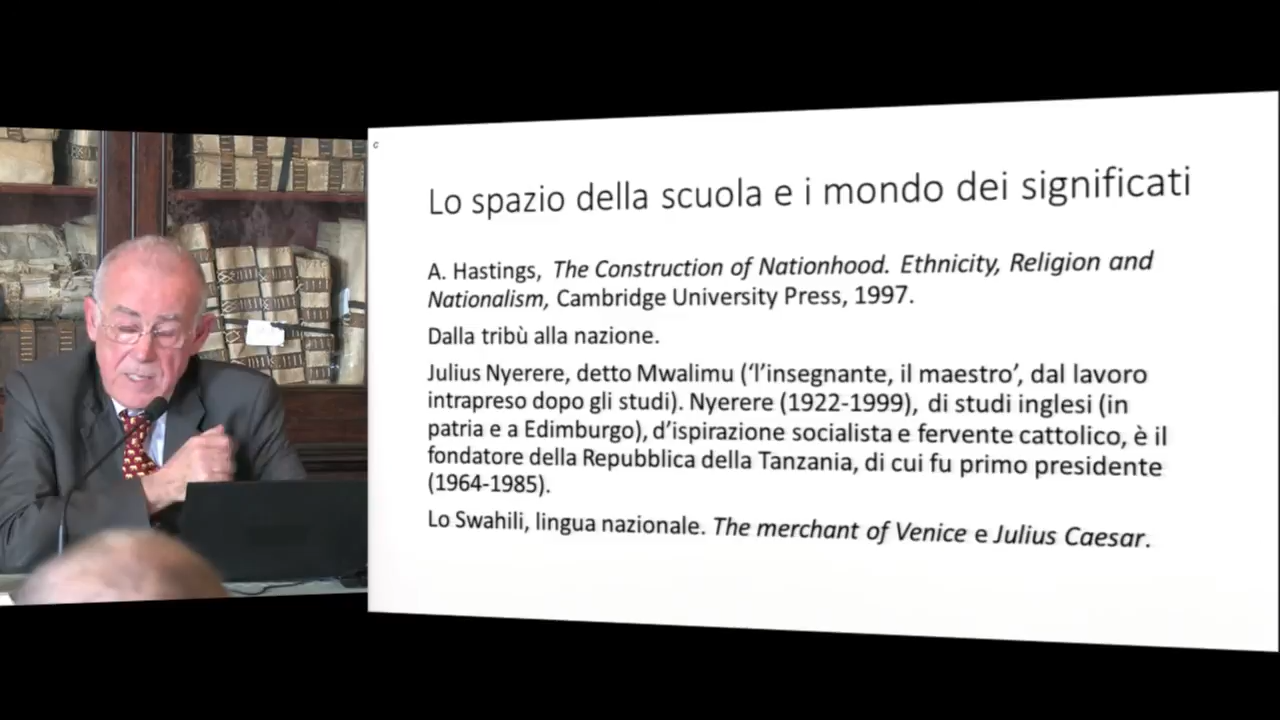 Lo spazio della scuola e i mondo dei significati
A. Hastings, The Construction of Nationhood. Ethnicity, Religion and
Nationalism, Cambridge University Press, 1997.
Dalla tribù alla nazione.
Julius Nyerere, detto Mwalimu (‘l’insegnante, il maestro’, dal lavoro
intrapreso dopo gli studi). Nyerere (1922-1999), di studi inglesi (in
patria e a Edimburgo), d’ispirazione socialista e fervente cattolico, è il
fondatore della Repubblica della Tanzania, di cui fu primo presidente
(1964-1985).
Lo Swahili, lingua nazionale. The merchant of Venice e Julius Caesar.